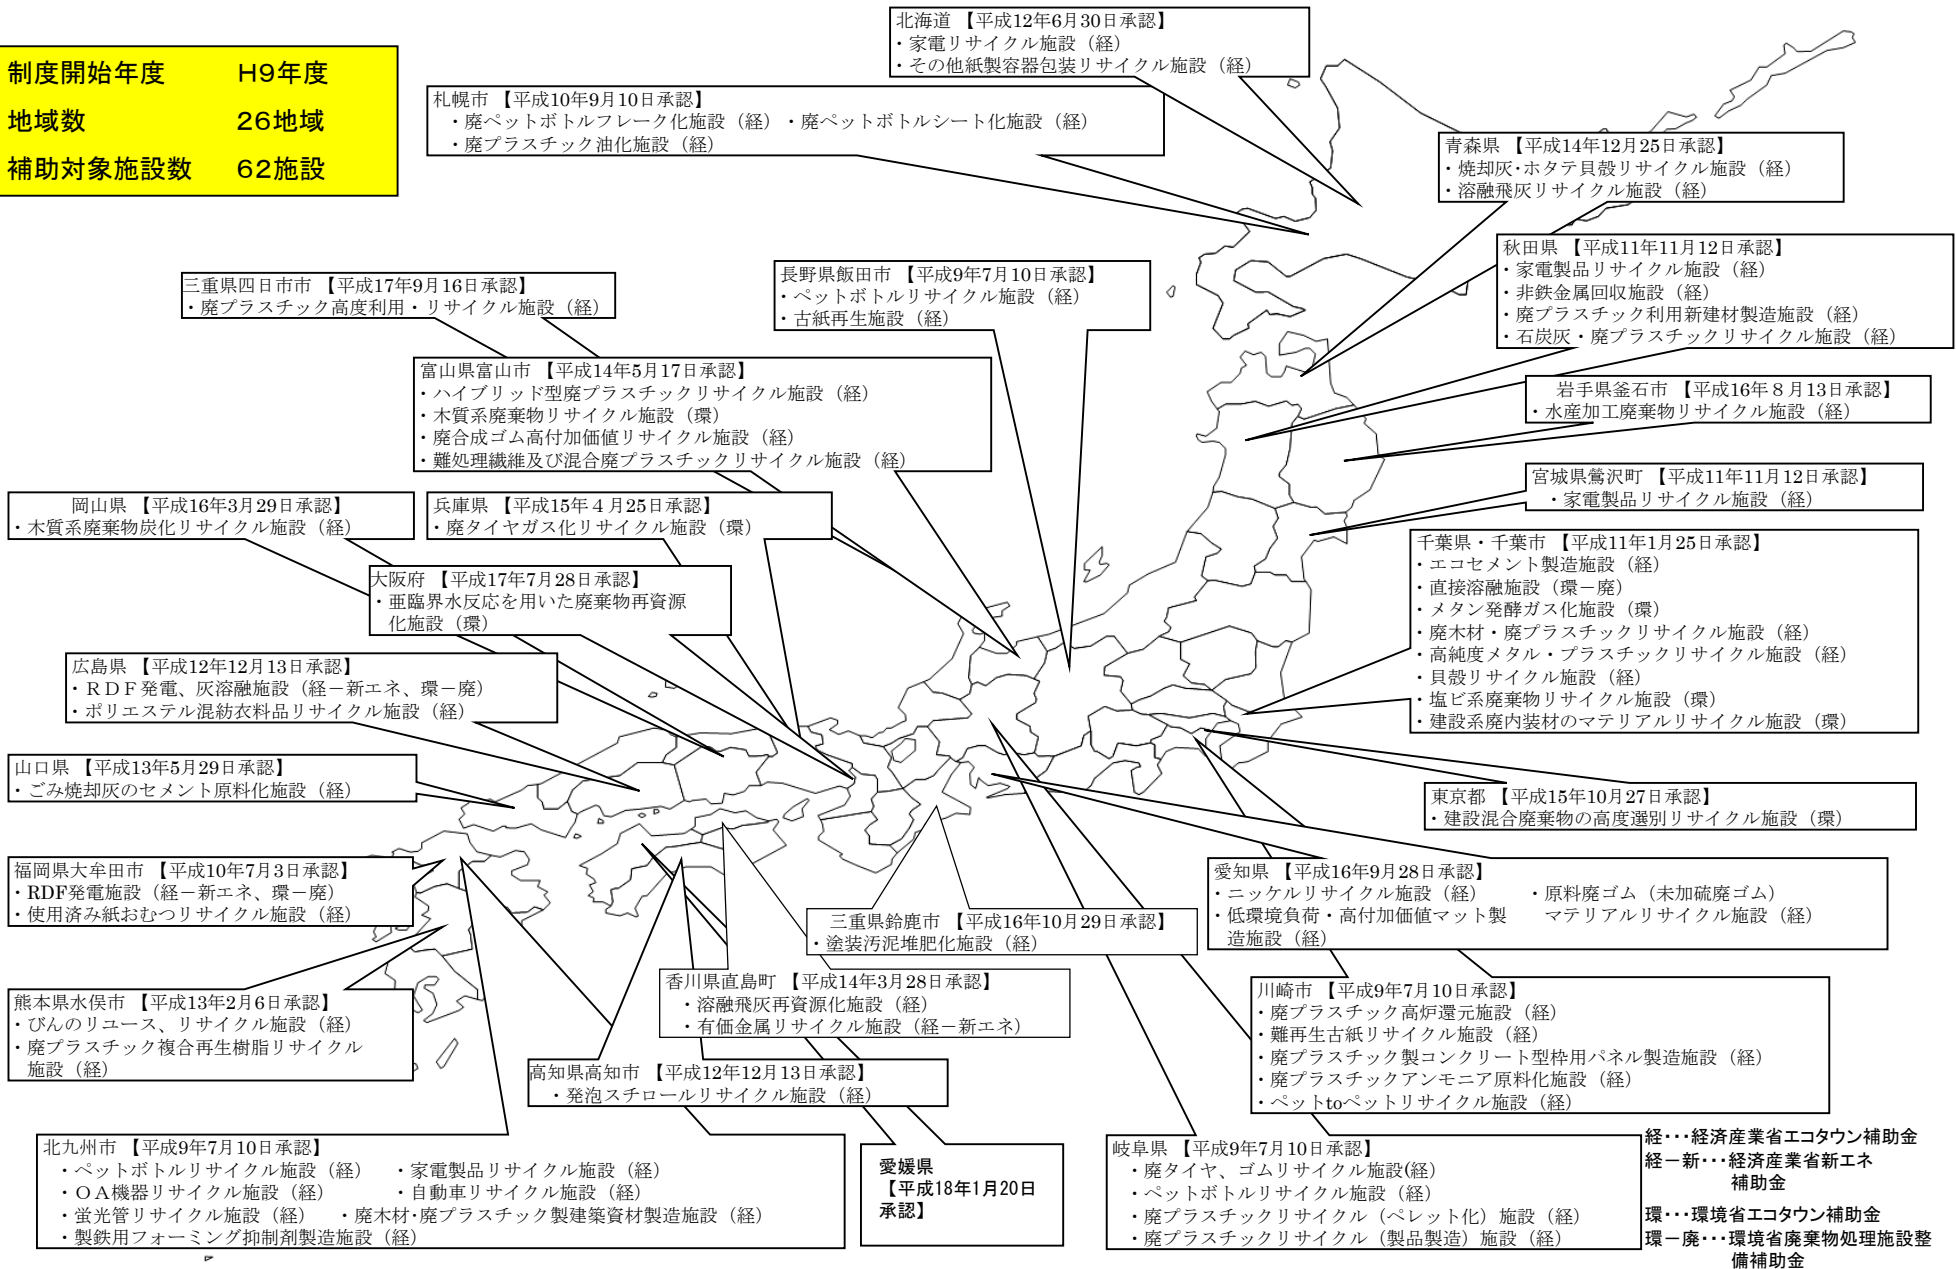 制度開始年度 H9年度
地域数 26地域
補助対象施設数 62施設
北海道 【平成12年6月30日承認】
・家電リサイクル施設（経）
・その他紙製容器包装リサイクル施設（経）
札幌市 【平成10年9月10日承認】
・廃ペットボトルフレーク化施設（経）・廃ペットボトルシート化施設（経）
・廃プラスチック油化施設（経）
青森県 【平成14年12月25日承認】
・焼却灰･ホタテ貝殻リサイクル施設（経）
・溶融飛灰リサイクル施設（経）
秋田県 【平成11年11月12日承認】
・家電製品リサイクル施設（経）
・非鉄金属回収施設（経）
・廃プラスチック利用新建材製造施設（経）
・石炭灰・廃プラスチックリサイクル施設（経）
三重県四日市市 【平成17年9月16日承認】
・廃プラスチック高度利用・リサイクル施設（経）
長野県飯田市 【平成9年7月10日承認】
・ペットボトルリサイクル施設（経）
・古紙再生施設（経）
富山県富山市 【平成14年5月17日承認】
・ハイブリッド型廃プラスチックリサイクル施設（経）
・木質系廃棄物リサイクル施設（環）
・廃合成ゴム高付加価値リサイクル施設（経）
・難処理繊維及び混合廃プラスチックリサイクル施設（経）
岩手県釜石市 【平成16年８月13日承認】
・水産加工廃棄物リサイクル施設（経）
宮城県鶯沢町 【平成11年11月12日承認】
・家電製品リサイクル施設（経）
岡山県 【平成16年3月29日承認】
・木質系廃棄物炭化リサイクル施設（経）
兵庫県 【平成15年４月25日承認】
・廃タイヤガス化リサイクル施設（環）
大阪府 【平成17年7月28日承認】
・亜臨界水反応を用いた廃棄物再資源
化施設（環）
千葉県・千葉市 【平成11年1月25日承認】
・エコセメント製造施設（経）
・直接溶融施設（環－廃）
・メタン発酵ガス化施設（環）
・廃木材・廃プラスチックリサイクル施設（経）
・高純度メタル・プラスチックリサイクル施設（経）
・貝殻リサイクル施設（経）
・塩ビ系廃棄物リサイクル施設（環）
・建設系廃内装材のマテリアルリサイクル施設（環）
広島県 【平成12年12月13日承認】
・ＲＤＦ発電、灰溶融施設（経－新エネ、環－廃）
・ポリエステル混紡衣料品リサイクル施設（経）
山口県 【平成13年5月29日承認】
・ごみ焼却灰のセメント原料化施設（経）
東京都 【平成15年10月27日承認】
・建設混合廃棄物の高度選別リサイクル施設（環）
福岡県大牟田市 【平成10年7月3日承認】
・RDF発電施設（経－新エネ、環－廃）
・使用済み紙おむつリサイクル施設（経）
愛知県 【平成16年9月28日承認】
・ニッケルリサイクル施設（経） ・原料廃ゴム（未加硫廃ゴム）
・低環境負荷・高付加価値マット製 マテリアルリサイクル施設（経）
造施設（経）
三重県鈴鹿市 【平成16年10月29日承認】
・塗装汚泥堆肥化施設（経）
香川県直島町 【平成14年3月28日承認】
・溶融飛灰再資源化施設（経）
・有価金属リサイクル施設（経－新エネ）
熊本県水俣市 【平成13年2月6日承認】
・びんのリユース、リサイクル施設（経）
・廃プラスチック複合再生樹脂リサイクル
施設（経）
川崎市 【平成9年7月10日承認】
・廃プラスチック高炉還元施設（経）
・難再生古紙リサイクル施設（経）
・廃プラスチック製コンクリート型枠用パネル製造施設（経）
・廃プラスチックアンモニア原料化施設（経）
・ペットtoペットリサイクル施設（経）
高知県高知市 【平成12年12月13日承認】
・発泡スチロールリサイクル施設（経）
北九州市 【平成9年7月10日承認】
・ペットボトルリサイクル施設（経） ・家電製品リサイクル施設（経）
・ＯＡ機器リサイクル施設（経） ・自動車リサイクル施設（経）
・蛍光管リサイクル施設（経） ・廃木材･廃プラスチック製建築資材製造施設（経）
・製鉄用フォーミング抑制剤製造施設（経）
愛媛県
【平成18年1月20日
承認】
岐阜県 【平成9年7月10日承認】
・廃タイヤ、ゴムリサイクル施設(経）
・ペットボトルリサイクル施設（経）
・廃プラスチックリサイクル（ペレット化）施設（経）
・廃プラスチックリサイクル（製品製造）施設（経）
経･･･経済産業省エコタウン補助金
経－新･･･経済産業省新エネ
補助金
環･･･環境省エコタウン補助金
環－廃･･･環境省廃棄物処理施設整
備補助金